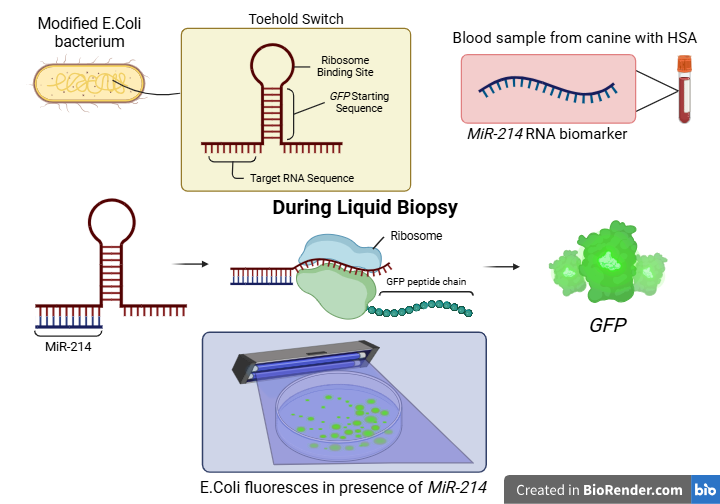 Modified E.Coli
bacterium
Toehold Switch
Ribosome
Binding Site
GFP Starting
Sequence
Target RNA Sequence
Blood sample from canine with HSA
MiR-214 RNA biomarker
During Liquid Biopsy
MiR-214
Ribosome
GFP peptide chain
GFP
E.Coli fluoresces in presence of MiR-214
Created in BioRender.com
bio